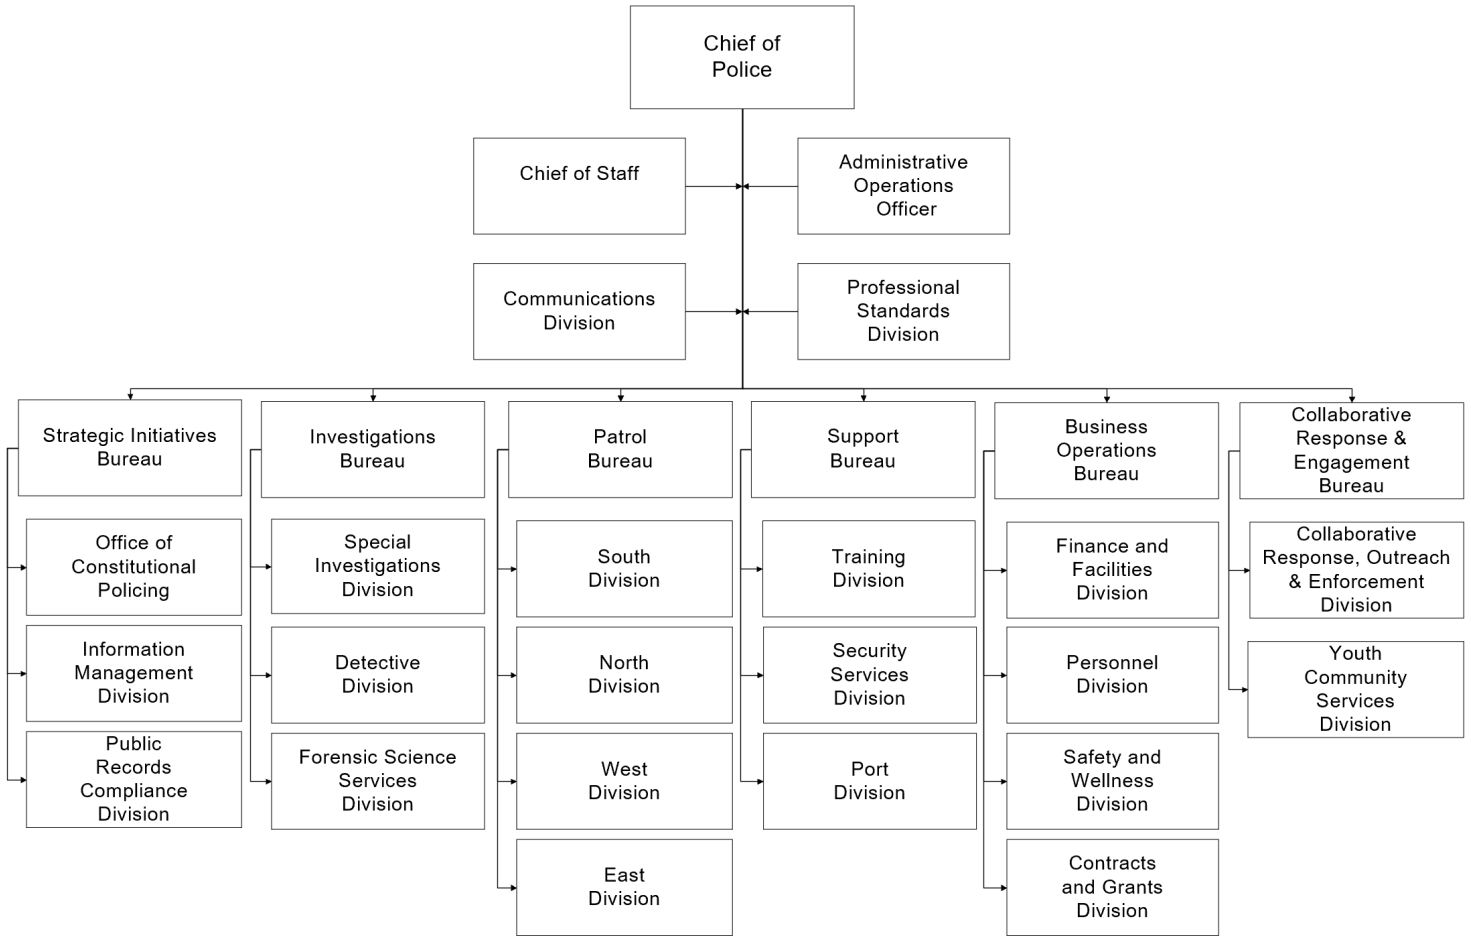 Chief of
Police
Chief of Staff
Administrative
Operations
Officer
Communications
Division
Professional
Standards
Division
Strategic Initiatives
Bureau
Office of
Constitutional
Policing
Information
Management
Division
Public
Records
Compliance
Division
Investigations
Bureau
Special
Investigations
Division
Detective
Division
Forensic Science
Services
Division
Patrol
Bureau
South
Division
North
Division
West
Division
East
Division
Support
Bureau
Training
Division
Security
Services
Division
Port
Division
Business
Operations
Bureau
Finance and
Facilities
Division
Personnel
Division
Safety and
Wellness
Division
Contracts
and Grants
Division
Collaborative
Response &
Engagement
Bureau
Collaborative
Response, Outreach
& Enforcement
Division
Youth
Community
Services
Division